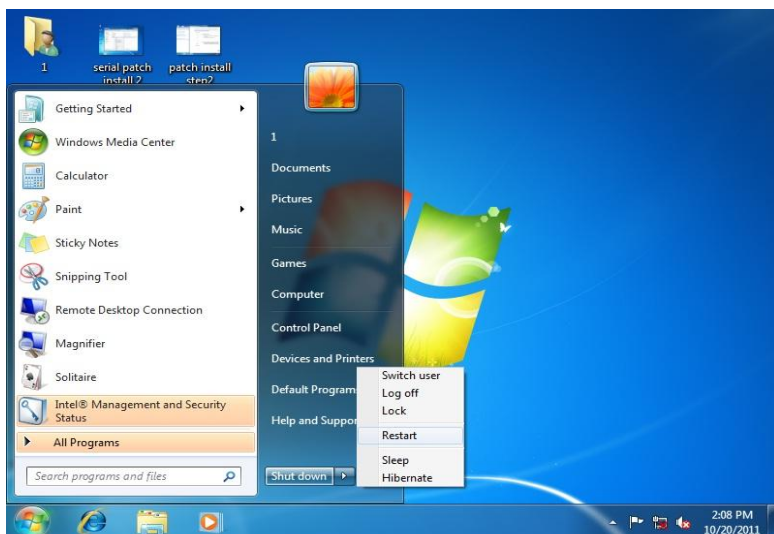 1
serial patch
install 2
patch install
step2
Getting Started
Windows Media Center
Calculator
Paint
Sticky Notes
Snipping Tool
Remote Desktop Connection
Magnifier
Solitaire
Intel® Management and Security
Status
All Programs
Search programs and files
1
Documents
Pictures
Music
Games
Computer
Control Panel
Devices and Printers
Default Program
Help and Suppor
Shut down
Switch user
Log off
Lock
Restart
Sleep
Hibernate
2:08 PM
10/20/2011